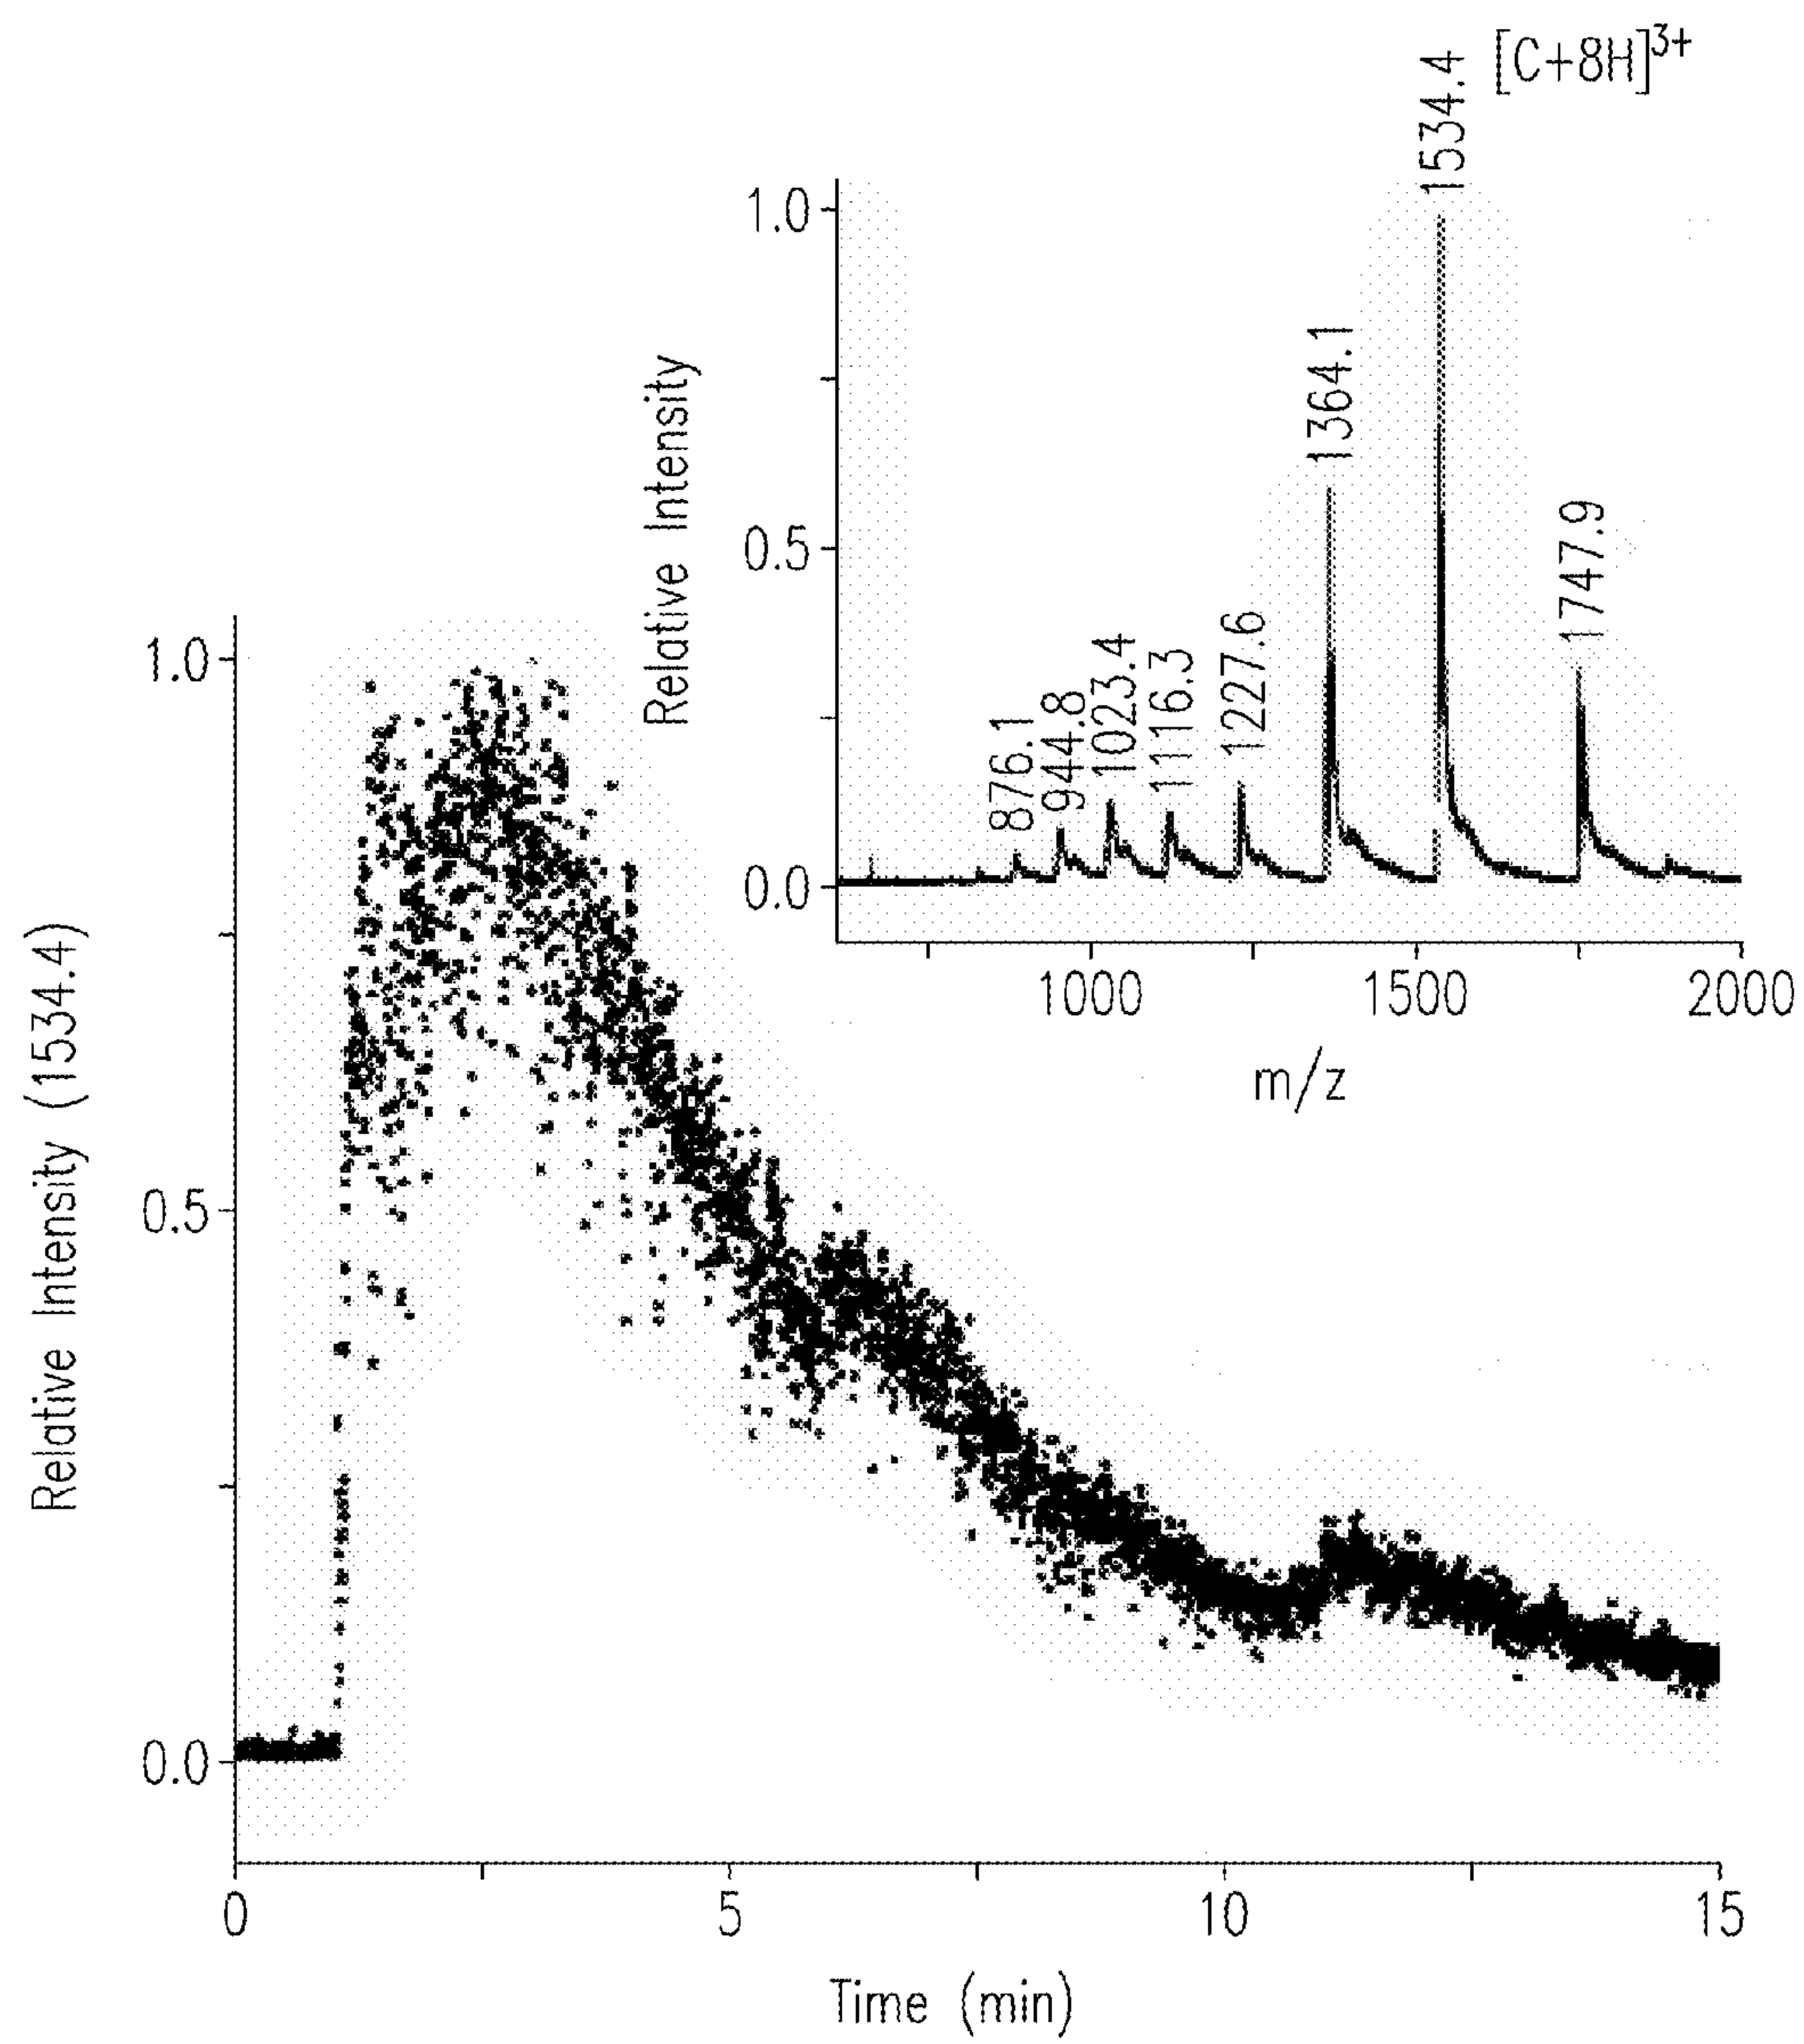 [C+8H]3+
1534.4
1364.1
1747.9
1227.6
1116.3
1023.4
944.8
876.1
Relative Intensity
1.0
0.5
0.0
1000 1500 2000
m/z
Relative Intensity (1534.4)
1.0
0.5
0.0
0 5 10 15
Time (min)